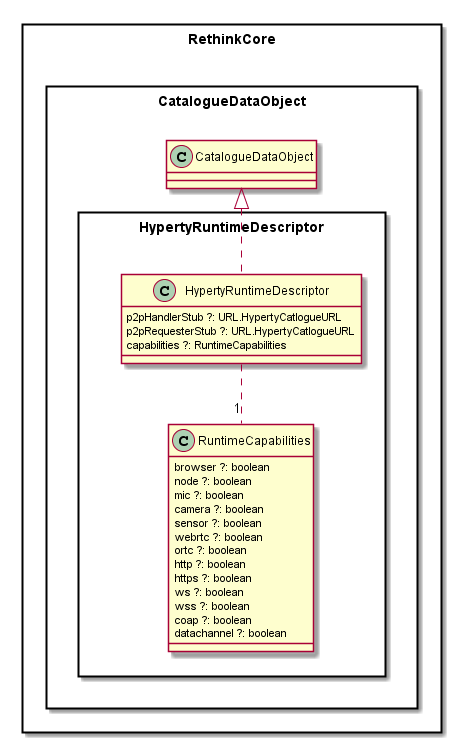 RethinkCore
CatalogueDataObject
C CatalogueDataObject
HypertyRuntimeDescriptor
C HypertyRuntimeDescriptor
p2pHandlerStub ?: URL.HypertyCatlogueURL
p2pRequesterStub ?: URL.HypertyCatlogueURL
capabilities ?: RuntimeCapabilities
1
C RuntimeCapabilities
browser ?: boolean
node ?: boolean
mic ?: boolean
camera ?: boolean
sensor ?: boolean
webrtc ?: boolean
ortc ?: boolean
http ?: boolean
https ?: boolean
ws ?: boolean
wss ?: boolean
coap ?: boolean
datachannel ?: boolean